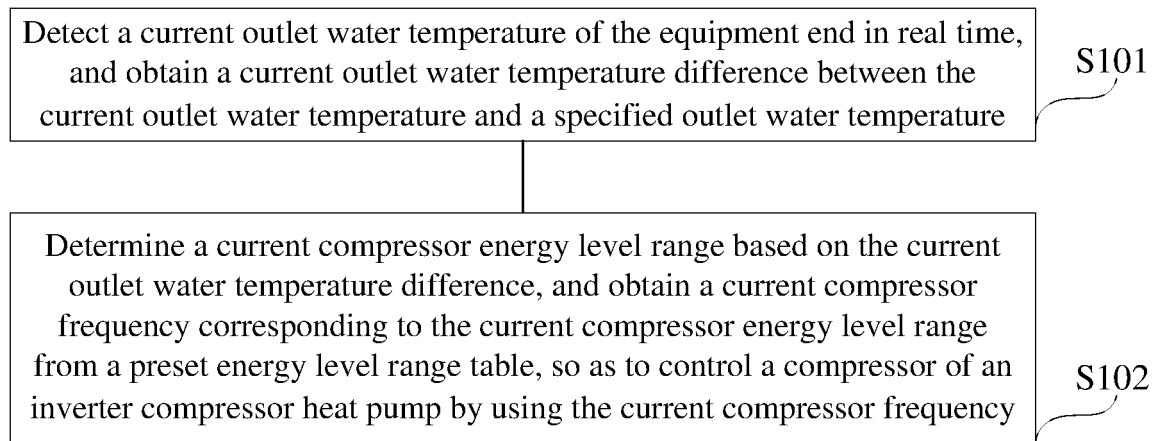 Detect a current outlet water temperature of the equipment end in real time,
and obtain a current outlet water temperature difference between the
current outlet water temperature and a specified outlet water temperature
S101
Determine a current compressor energy level range based on the current
outlet water temperature difference, and obtain a current compressor
frequency corresponding to the current compressor energy level range
from a preset energy level range table, so as to control a compressor of an
inverter compressor heat pump by using the current compressor frequency
S102